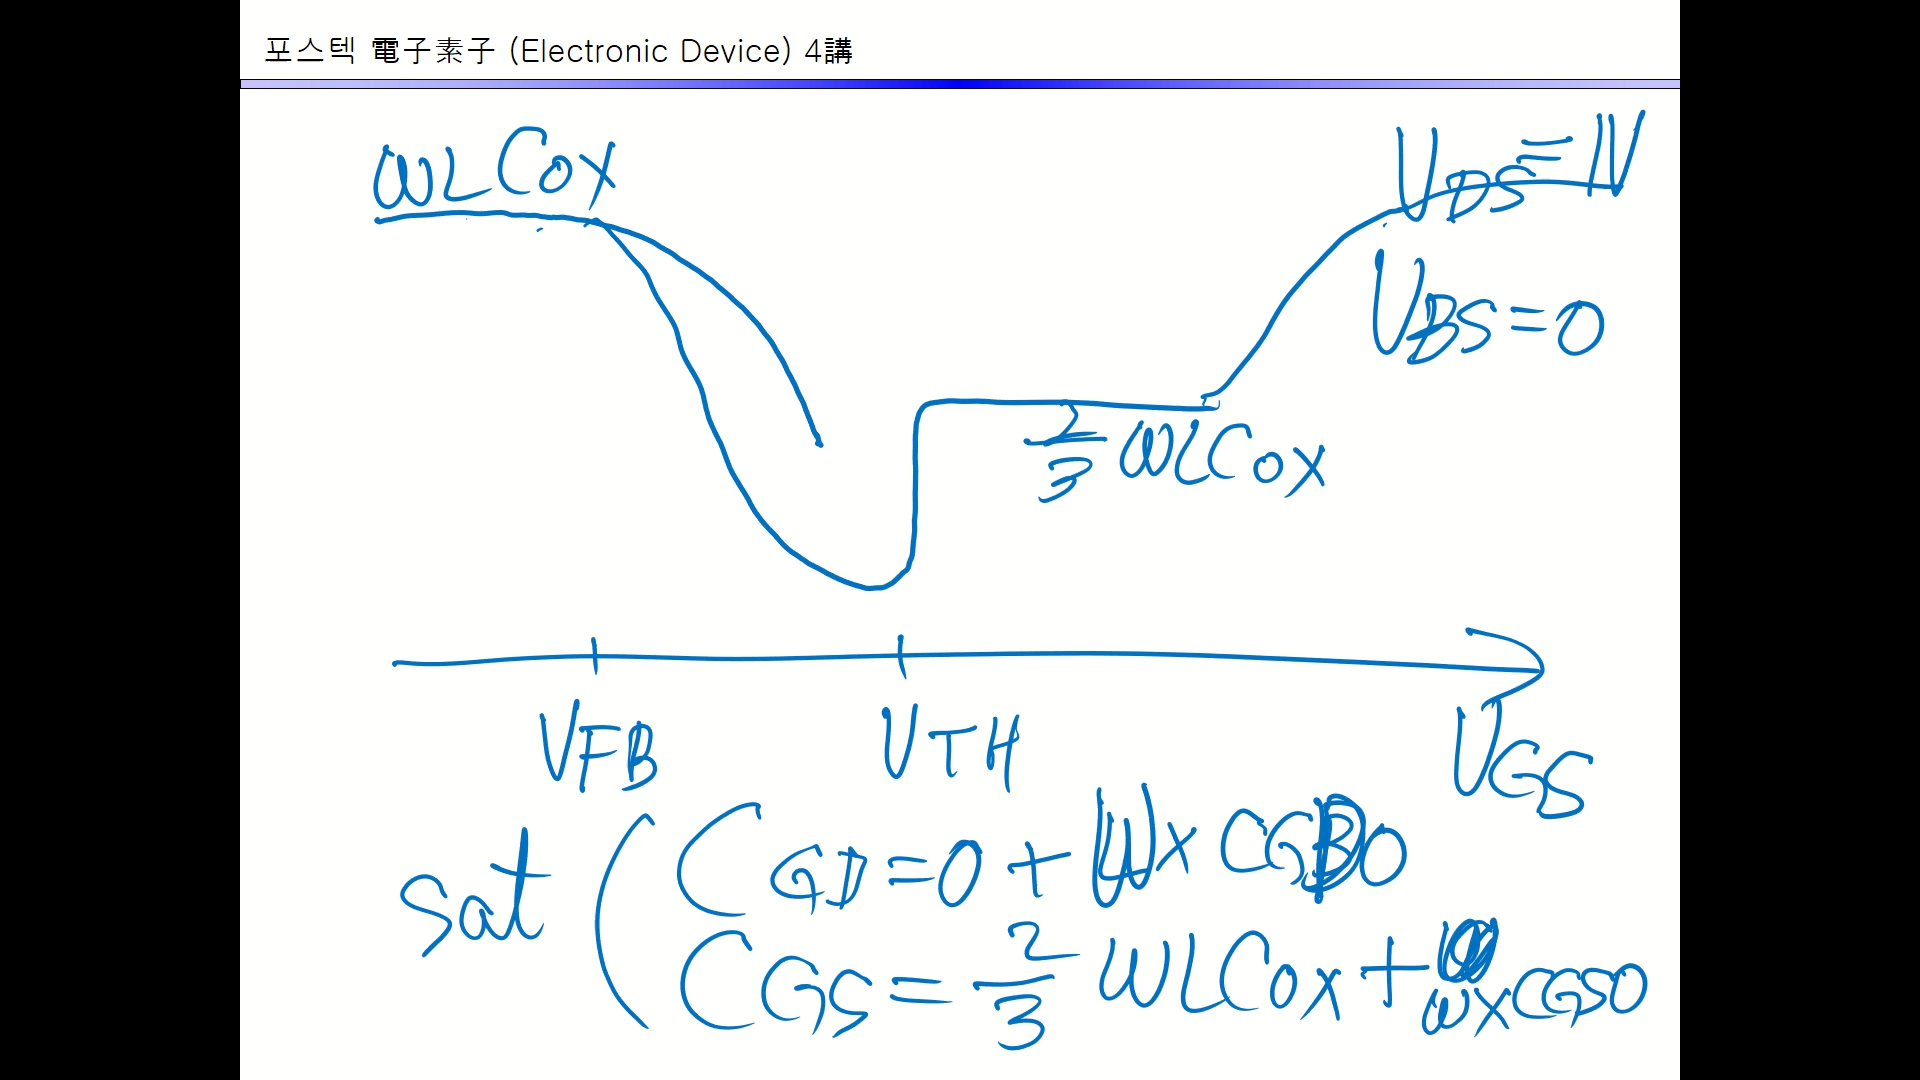 포스텍 電子素子 (Electronic Device) 4講
WLCox
VDS=1V
VBS=0
2/3 WLCox
VFB
VTH
VGS
sat ( CGD=0+W×CGDO
CGS=2/3 WLCox+W×CGSO